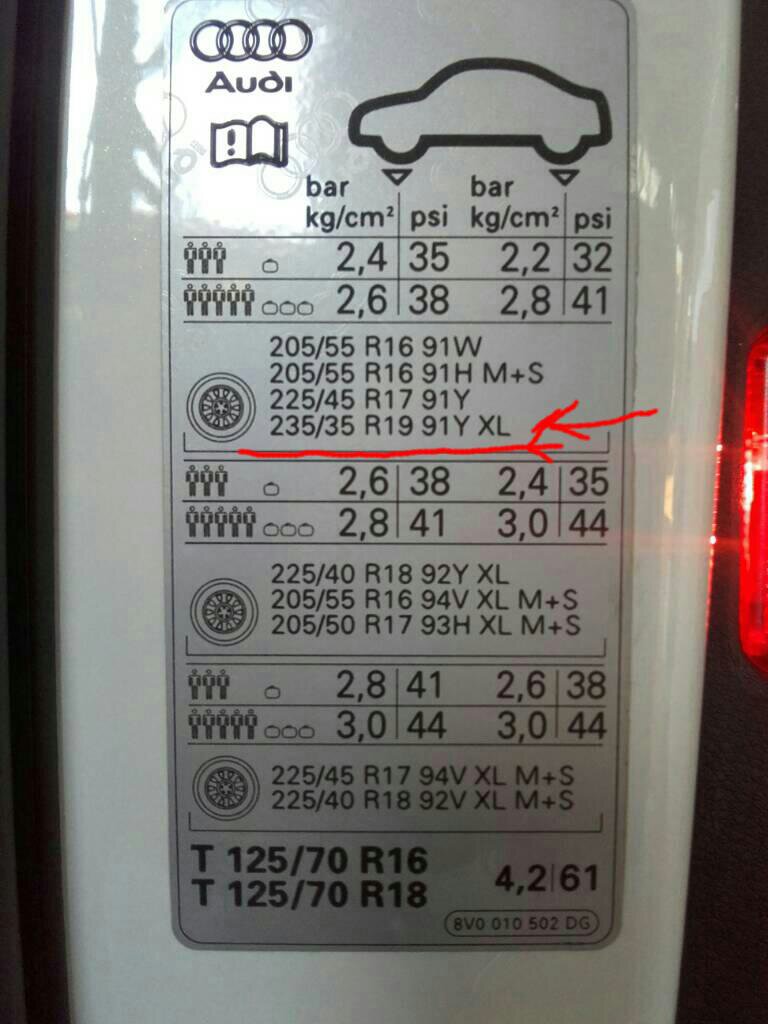 Audi
bar bar
kg/cm² psi kg/cm² psi
2,4 35 2,2 32
2,6 38 2,8 41
205/55 R16 91W
205/55 R16 91H M+S
225/45 R17 91Y
235/35 R19 91Y XL
2,6 38 2,4 35
2,8 41 3,0 44
225/40 R18 92Y XL
205/55 R16 94V XL M+S
205/50 R17 93H XL M+S
2,8 41 2,6 38
3,0 44 3,0 44
225/45 R17 94V XL M+S
225/40 R18 92V XL M+S
T 125/70 R16
T 125/70 R18
4,2 61
8V0 010 502 DG